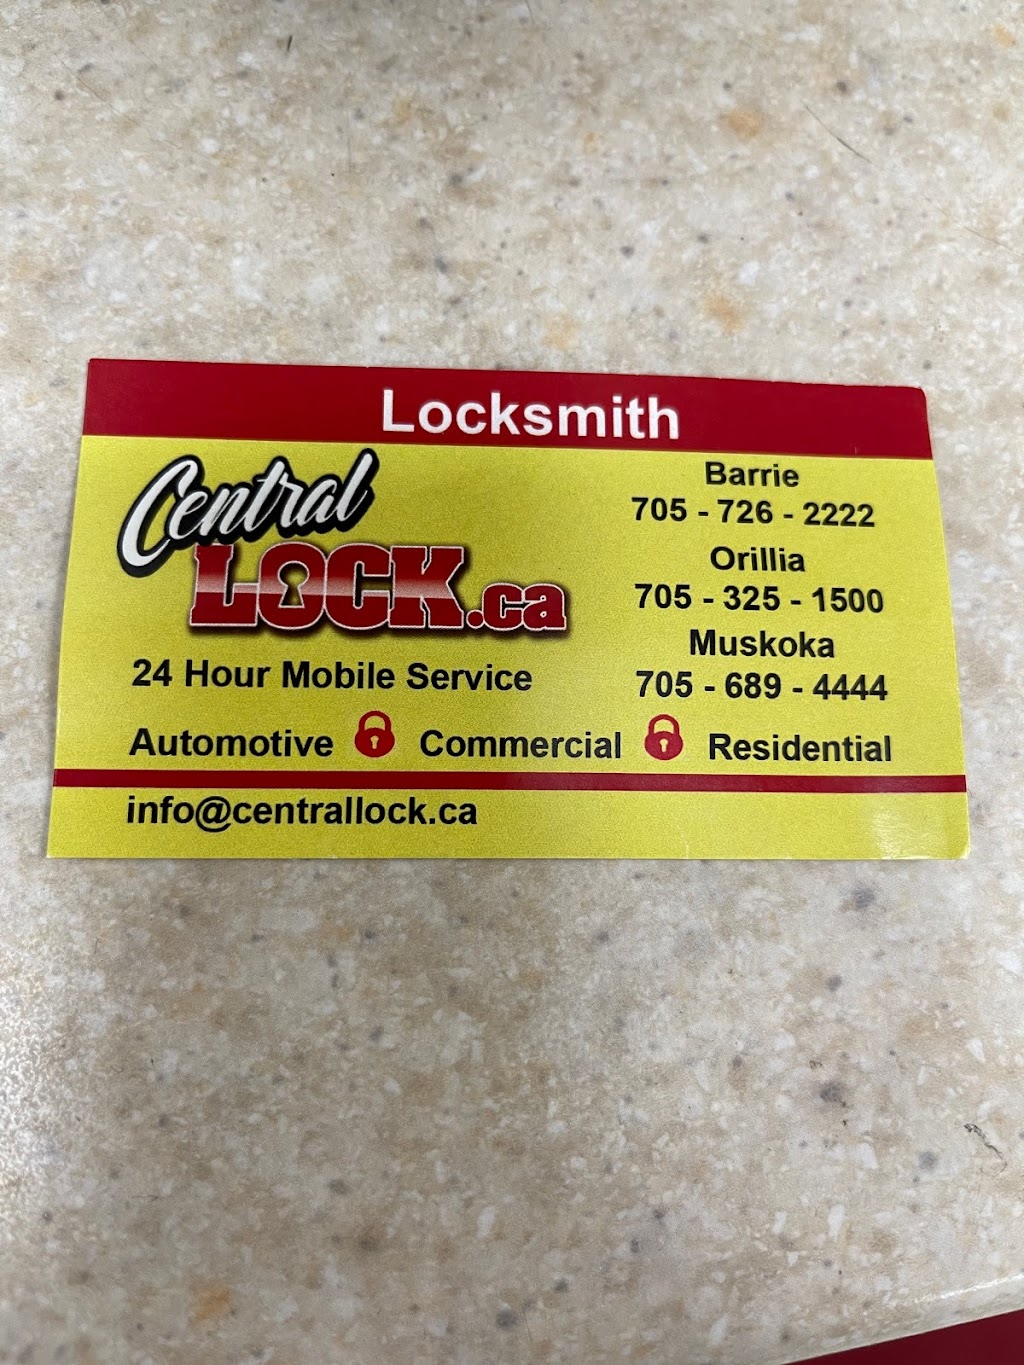 Locksmith
Central
LOCK.ca
24 Hour Mobile Service
Barrie
705 - 726 - 2222
Orillia
705 - 325 - 1500
Muskoka
705 - 689 - 4444
Automotive Commercial Residential
info@centrallock.ca